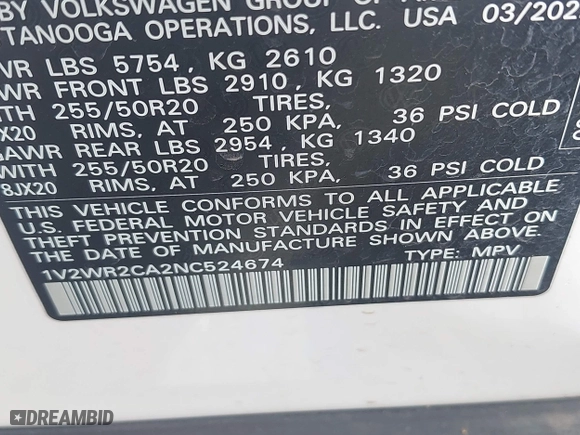 BY VOLKSWAGEN GROUP OF
TANOOGA OPERATIONS, LLC. USA 03/202
WR LBS 5754, KG 2610
WR FRONT LBS 2910, KG 1320
TH 255/50R20 TIRES,
X20 RIMS, AT 250 KPA, 36 PSI COLD
AWR REAR LBS 2954, KG 1340
WITH 255/50R20 TIRES,
8JX20 RIMS, AT 250 KPA, 36 PSI COLD
THIS VEHICLE CONFORMS TO ALL APPLICABLE
U.S. FEDERAL MOTOR VEHICLE SAFETY AND
THEFT PREVENTION STANDARDS IN EFFECT ON
THE DATE OF MANUFACTURE SHOWN ABOVE.
1V2WR2CA2NC524674 TYPE: MPV
DREAMBID